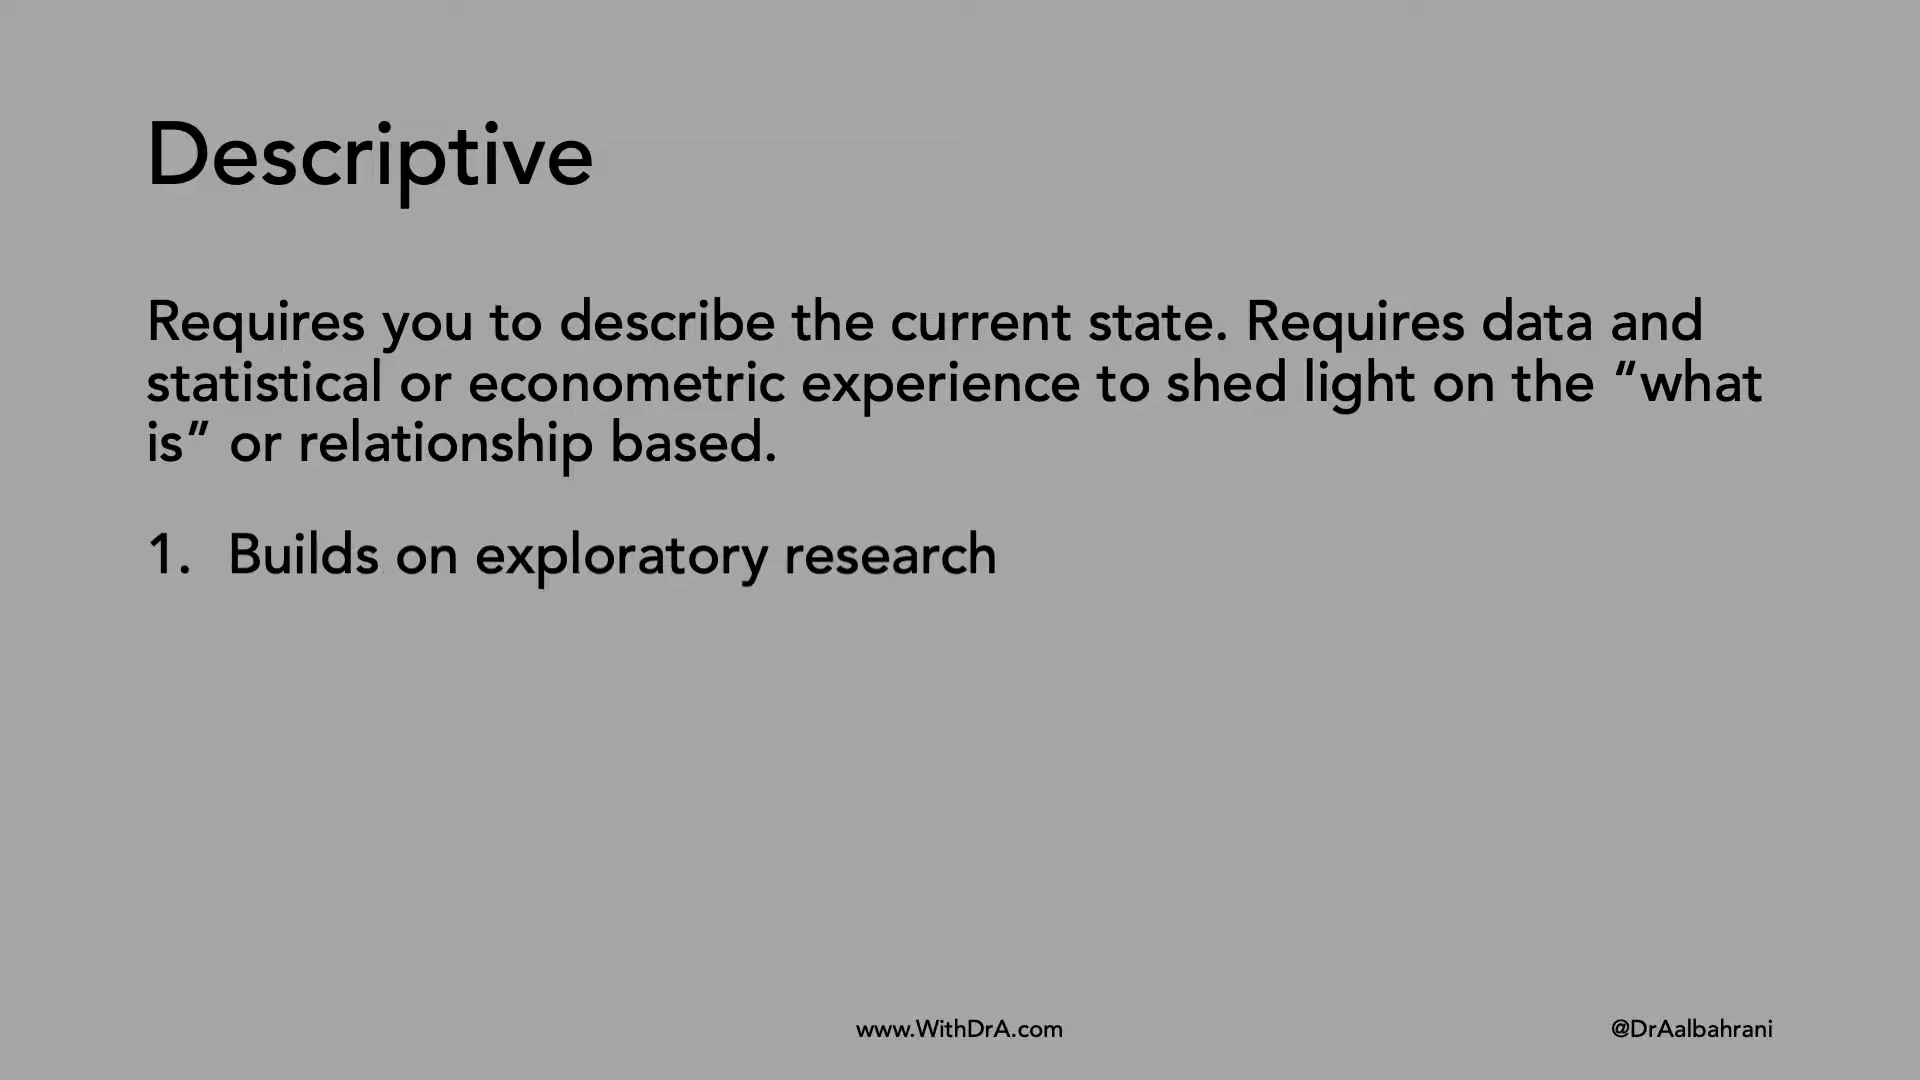 Descriptive
Requires you to describe the current state. Requires data and
statistical or econometric experience to shed light on the “what
is” or relationship based.
1. Builds on exploratory research
www.WithDrA.com
@DrAalbahrani